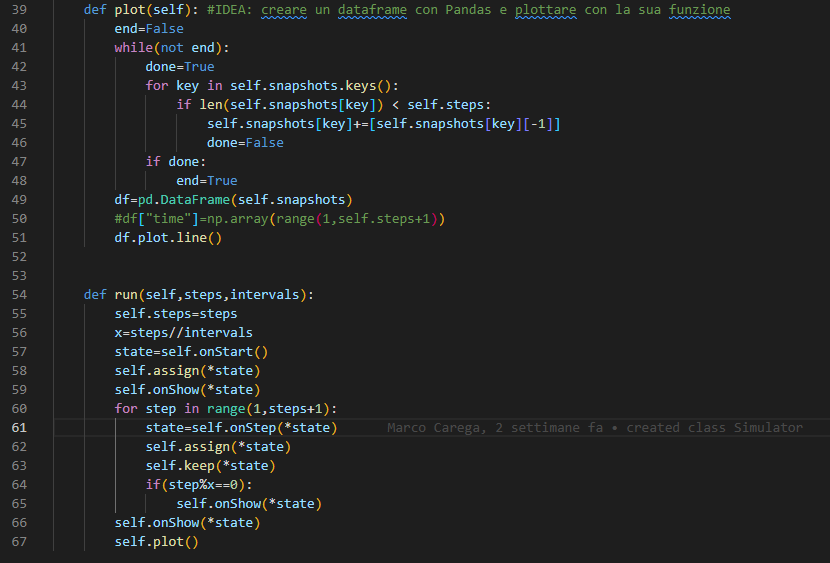 39 def plot(self): #IDEA: creare un dataframe con Pandas e plottare con la sua funzione
40 end=False
41 while(not end):
42 done=True
43 for key in self.snapshots.keys():
44 if len(self.snapshots[key]) < self.steps:
45 self.snapshots[key]+=[self.snapshots[key][-1]]
46 done=False
47 if done:
48 end=True
49 df=pd.DataFrame(self.snapshots)
50 #df["time"]=np.array(range(1,self.steps+1))
51 df.plot.line()
52
53
54 def run(self,steps,intervals):
55 self.steps=steps
56 x=steps//intervals
57 state=self.onStart()
58 self.assign(*state)
59 self.onShow(*state)
60 for step in range(1,steps+1):
61 state=self.onStep(*state) Marco Carega, 2 settimane fa • created class Simulator
62 self.assign(*state)
63 self.keep(*state)
64 if(step%x==0):
65 self.onShow(*state)
66 self.onShow(*state)
67 self.plot()